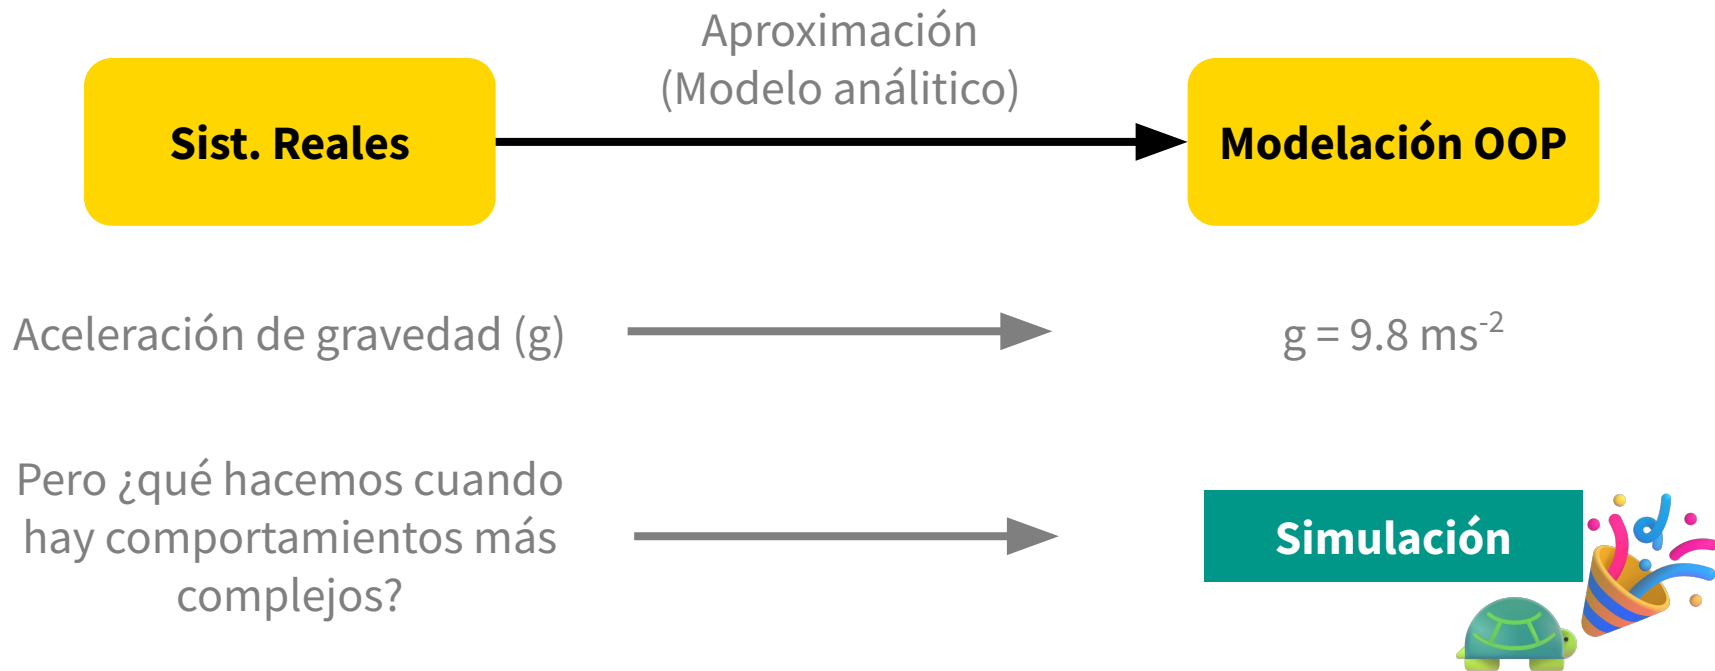 Aproximación
(Modelo análitico)
Sist. Reales
Modelación OOP
Aceleración de gravedad (g)
g = 9.8 ms⁻²
Pero ¿qué hacemos cuando
hay comportamientos más
complejos?
Simulación